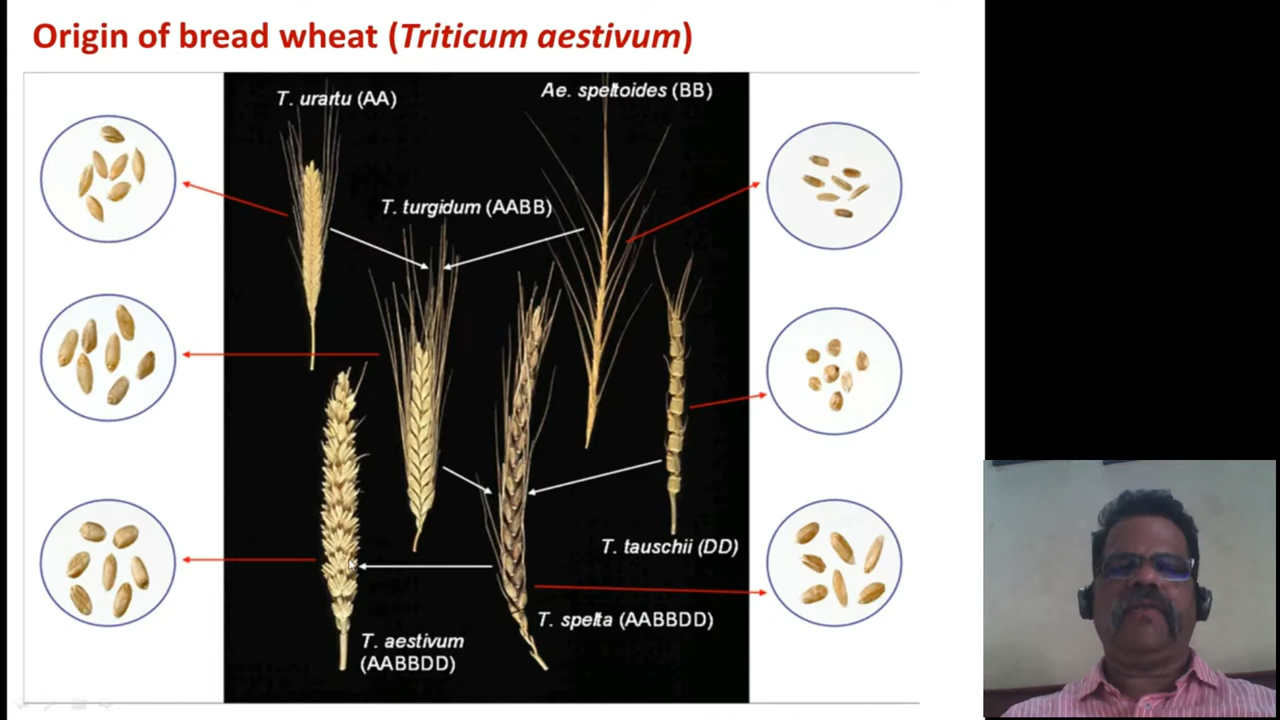 Origin of bread wheat (Triticum aestivum)
T. urartu (AA)
Ae. speltoides (BB)
T. turgidum (AABB)
T. tauschii (DD)
T. spelta (AABBDD)
T. aestivum
(AABBDD)